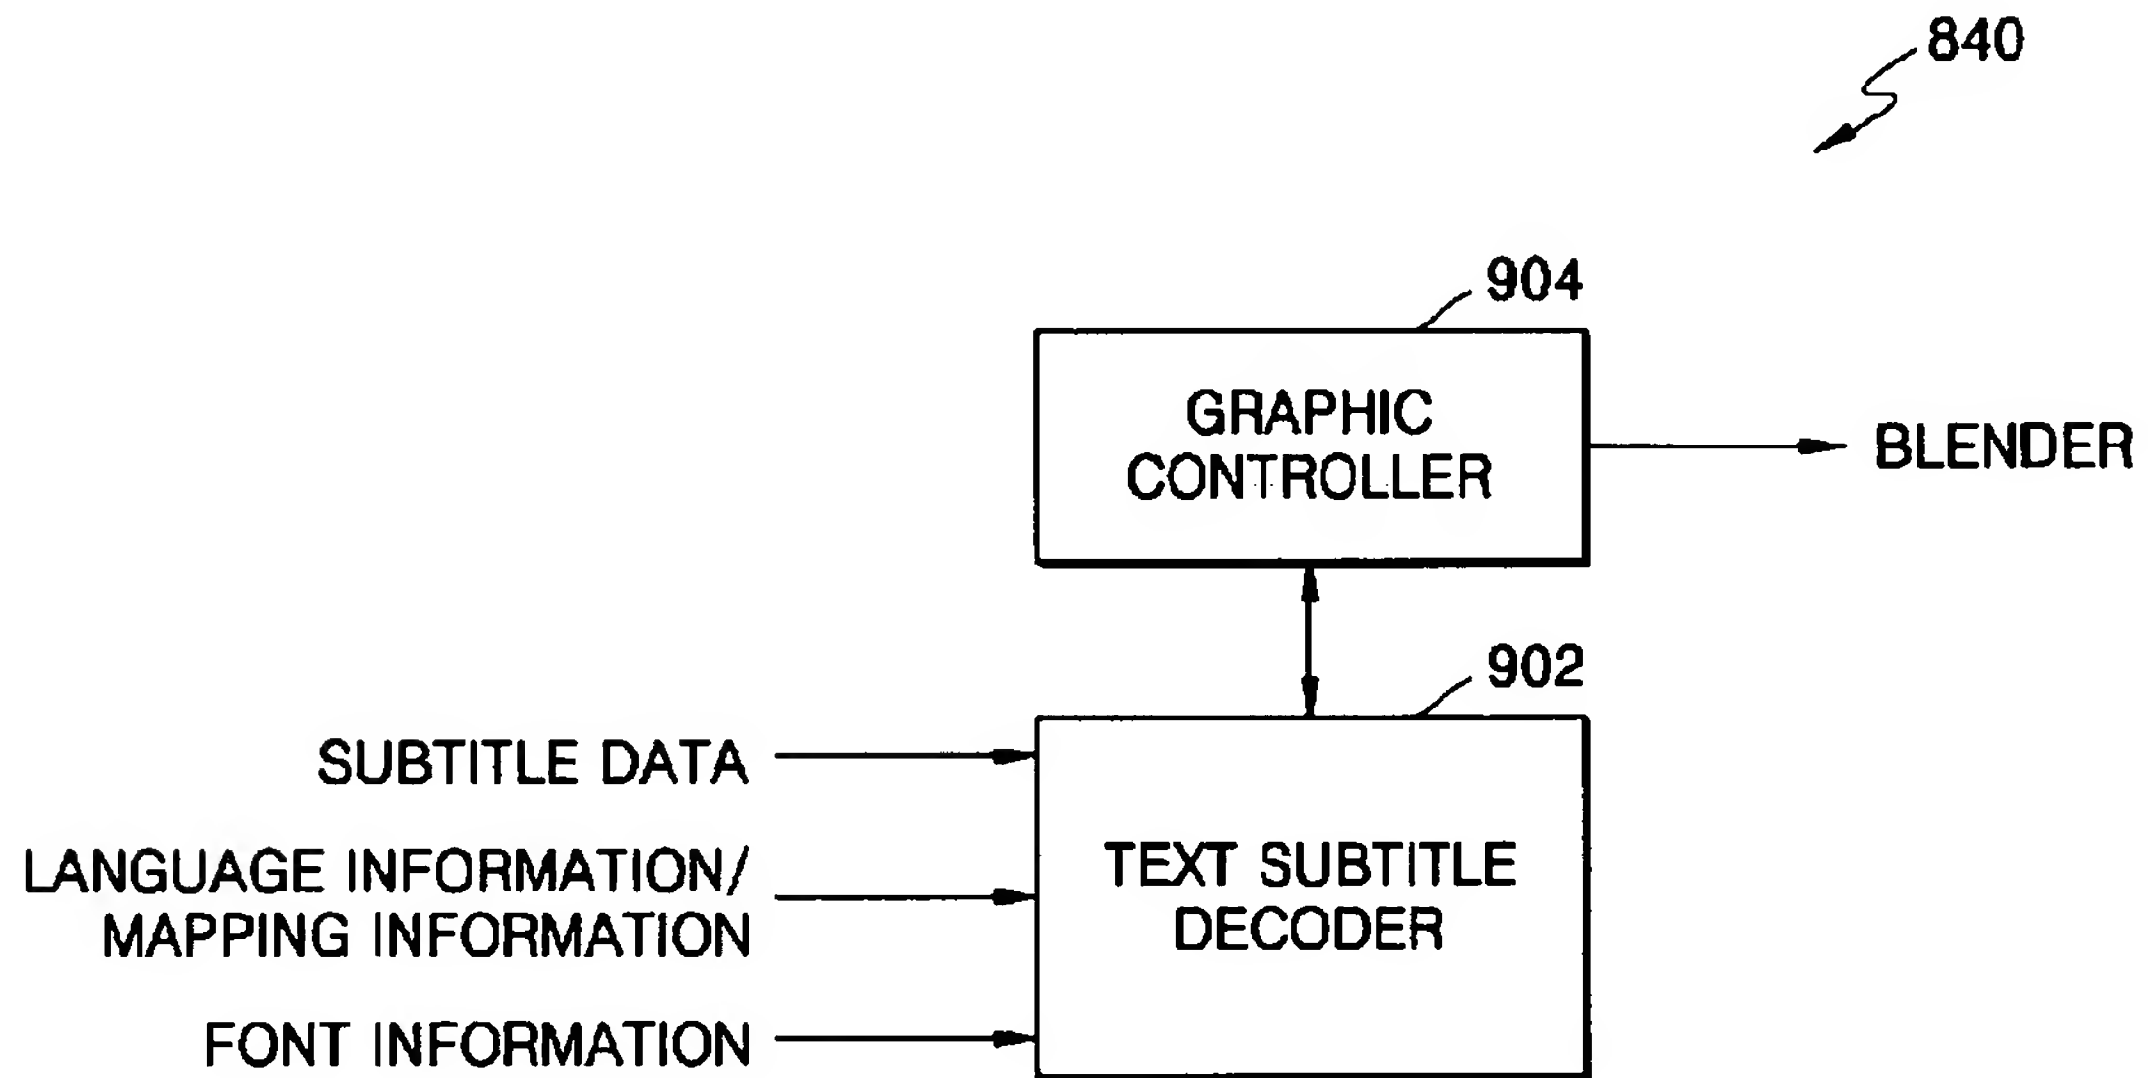 840
904
GRAPHIC
CONTROLLER
BLENDER
902
SUBTITLE DATA
LANGUAGE INFORMATION/
MAPPING INFORMATION
TEXT SUBTITLE
DECODER
FONT INFORMATION